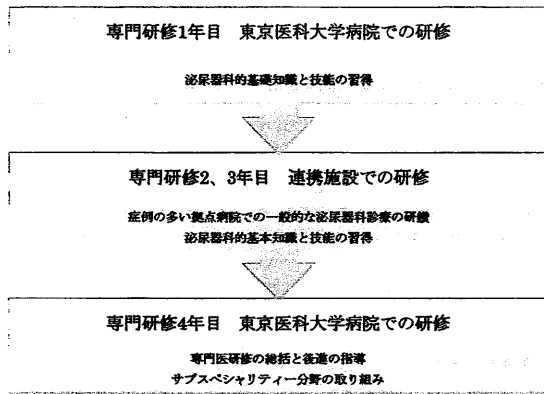 専門研修1年目　東京医科大学病院での研修
泌尿器科的基礎知識と技能の習得
専門研修2、3年目　連携施設での研修
症例の多い拠点病院での一般的な泌尿器科診療の研鑽
泌尿器科的基本知識と技能の習得
専門研修4年目　東京医科大学病院での研修
専門医研修の総括と後進の指導
サブスペシャリティー分野の取り組み